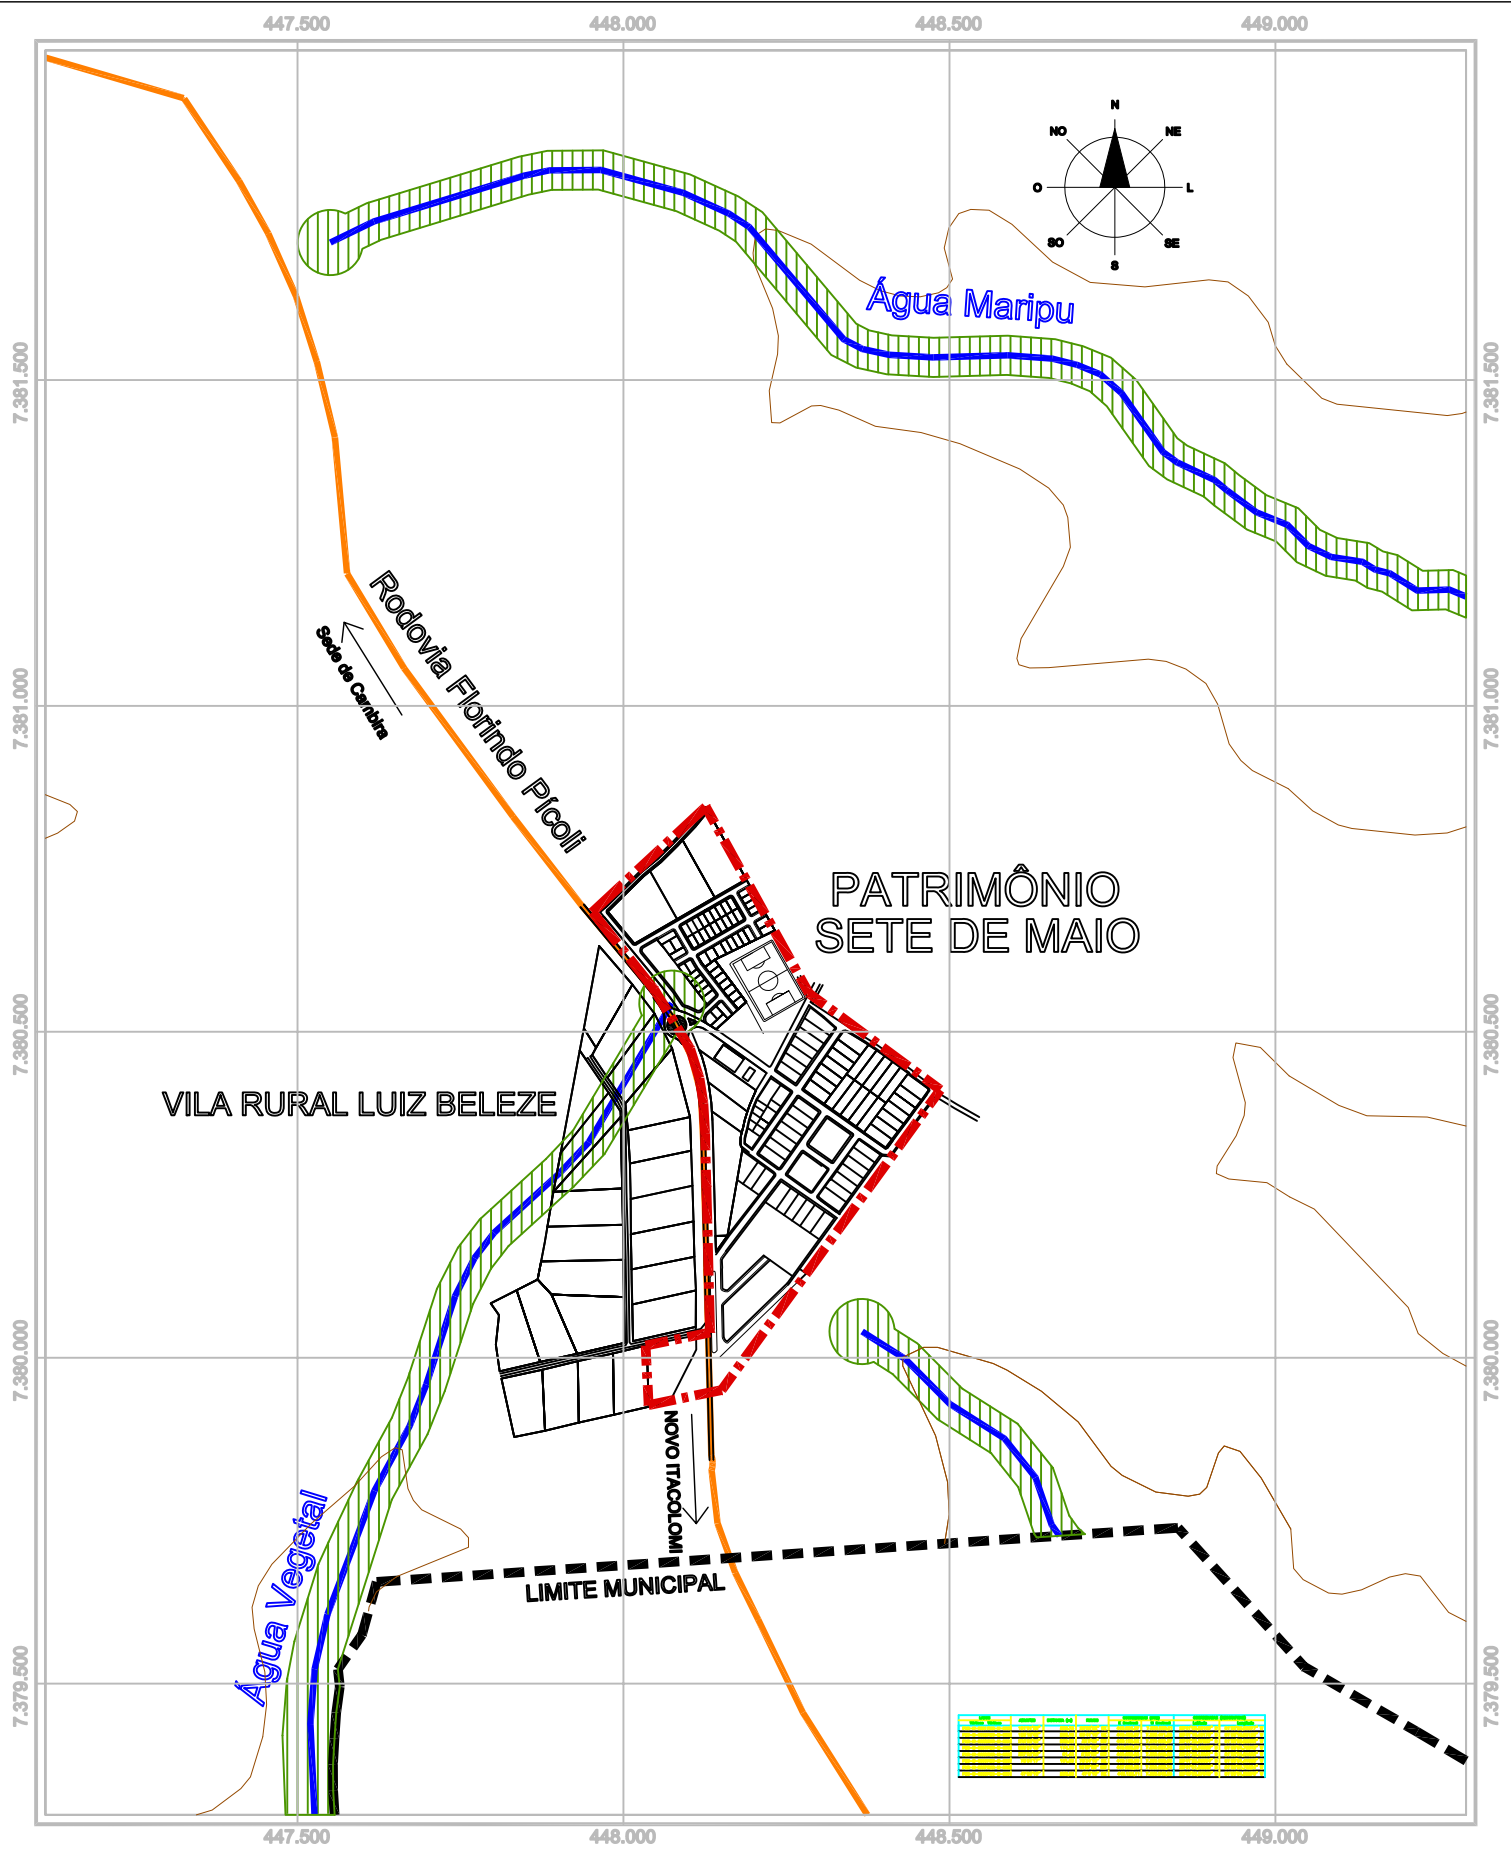 447.500
448.000
448.500
449.000
N
NO
NE
O
L
SO
SE
S
Água Maripu
7.381.500
7.381.500
Rodovia Florindo Pícoli
Sede de Cambira
7.381.000
7.381.000
PATRIMÔNIO
SETE DE MAIO
7.380.500
7.380.500
VILA RURAL LUIZ BELEZE
7.380.000
7.380.000
NOVO ITACOLOMI
LIMITE MUNICIPAL
Água Vegetal
7.379.500
7.379.500
447.500
448.000
448.500
449.000